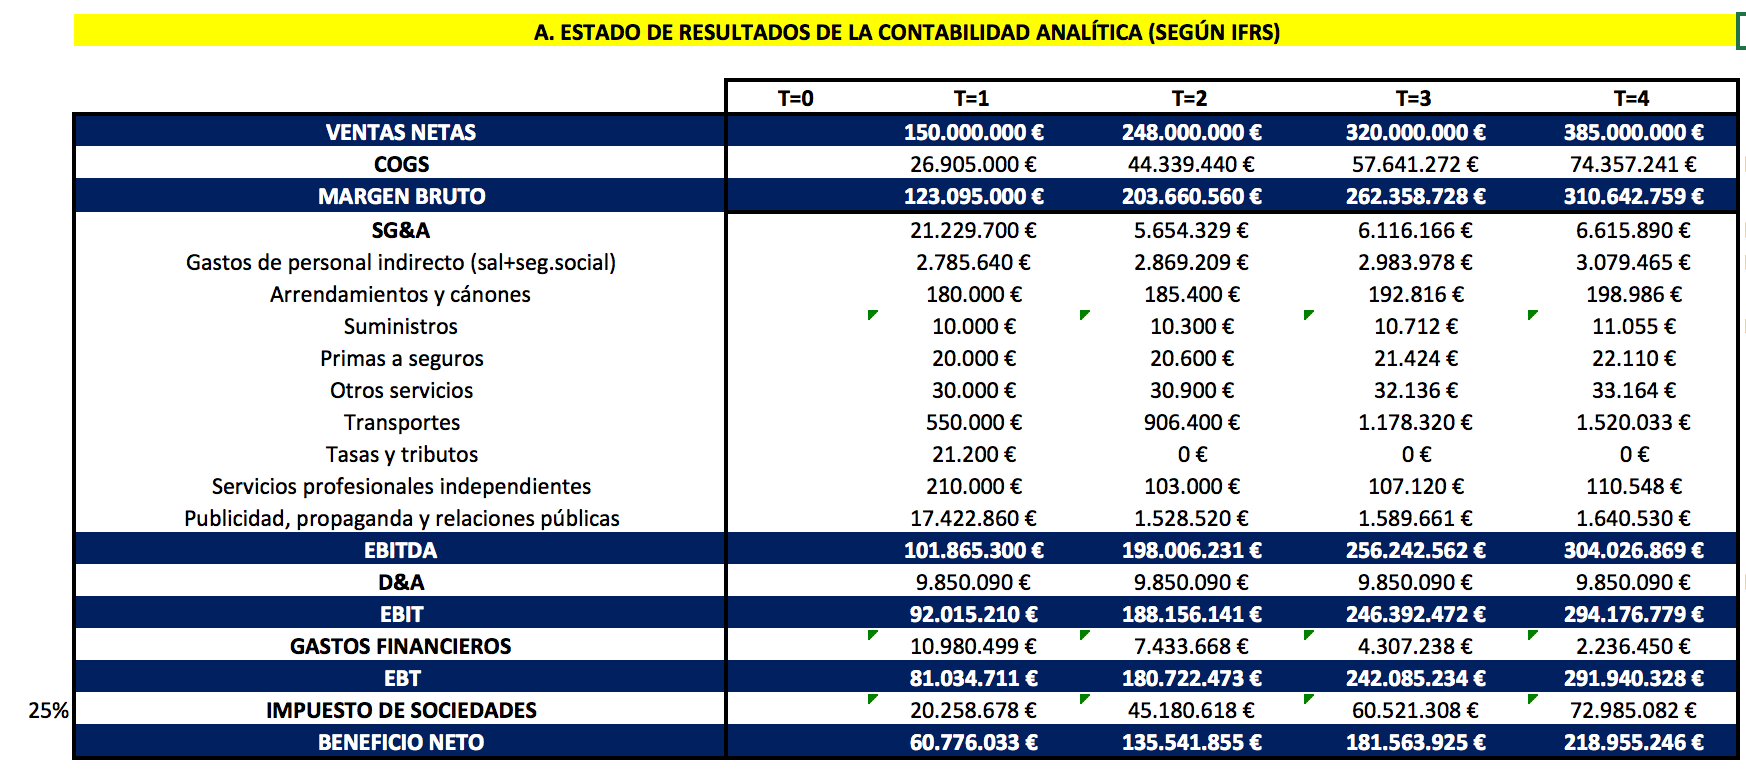 A. ESTADO DE RESULTADOS DE LA CONTABILIDAD ANALÍTICA (SEGÚN IFRS)
T=0 T=1 T=2 T=3 T=4
VENTAS NETAS 150.000.000 € 248.000.000 € 320.000.000 € 385.000.000 €
COGS 26.905.000 € 44.339.440 € 57.641.272 € 74.357.241 €
MARGEN BRUTO 123.095.000 € 203.660.560 € 262.358.728 € 310.642.759 €
SG&A 21.229.700 € 5.654.329 € 6.116.166 € 6.615.890 €
Gastos de personal indirecto (sal+seg.social) 2.785.640 € 2.869.209 € 2.983.978 € 3.079.465 €
Arrendamientos y cánones 180.000 € 185.400 € 192.816 € 198.986 €
Suministros 10.000 € 10.300 € 10.712 € 11.055 €
Primas a seguros 20.000 € 20.600 € 21.424 € 22.110 €
Otros servicios 30.000 € 30.900 € 32.136 € 33.164 €
Transportes 550.000 € 906.400 € 1.178.320 € 1.520.033 €
Tasas y tributos 21.200 € 0 € 0 € 0 €
Servicios profesionales independientes 210.000 € 103.000 € 107.120 € 110.548 €
Publicidad, propaganda y relaciones públicas 17.422.860 € 1.528.520 € 1.589.661 € 1.640.530 €
EBITDA 101.865.300 € 198.006.231 € 256.242.562 € 304.026.869 €
D&A 9.850.090 € 9.850.090 € 9.850.090 € 9.850.090 €
EBIT 92.015.210 € 188.156.141 € 246.392.472 € 294.176.779 €
GASTOS FINANCIEROS 10.980.499 € 7.433.668 € 4.307.238 € 2.236.450 €
EBT 81.034.711 € 180.722.473 € 242.085.234 € 291.940.328 €
25% IMPUESTO DE SOCIEDADES 20.258.678 € 45.180.618 € 60.521.308 € 72.985.082 €
BENEFICIO NETO 60.776.033 € 135.541.855 € 181.563.925 € 218.955.246 €